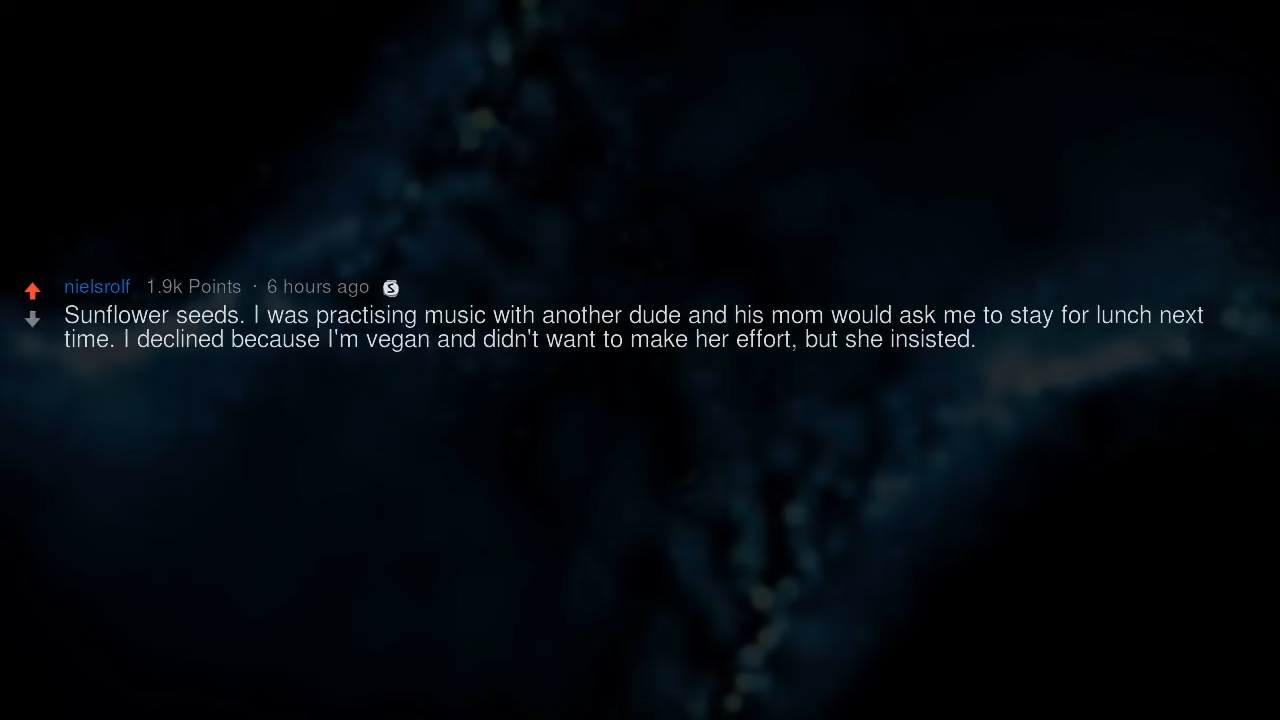 nielsrolf 1.9k Points · 6 hours ago S
Sunflower seeds. I was practising music with another dude and his mom would ask me to stay for lunch next
time. I declined because I'm vegan and didn't want to make her effort, but she insisted.